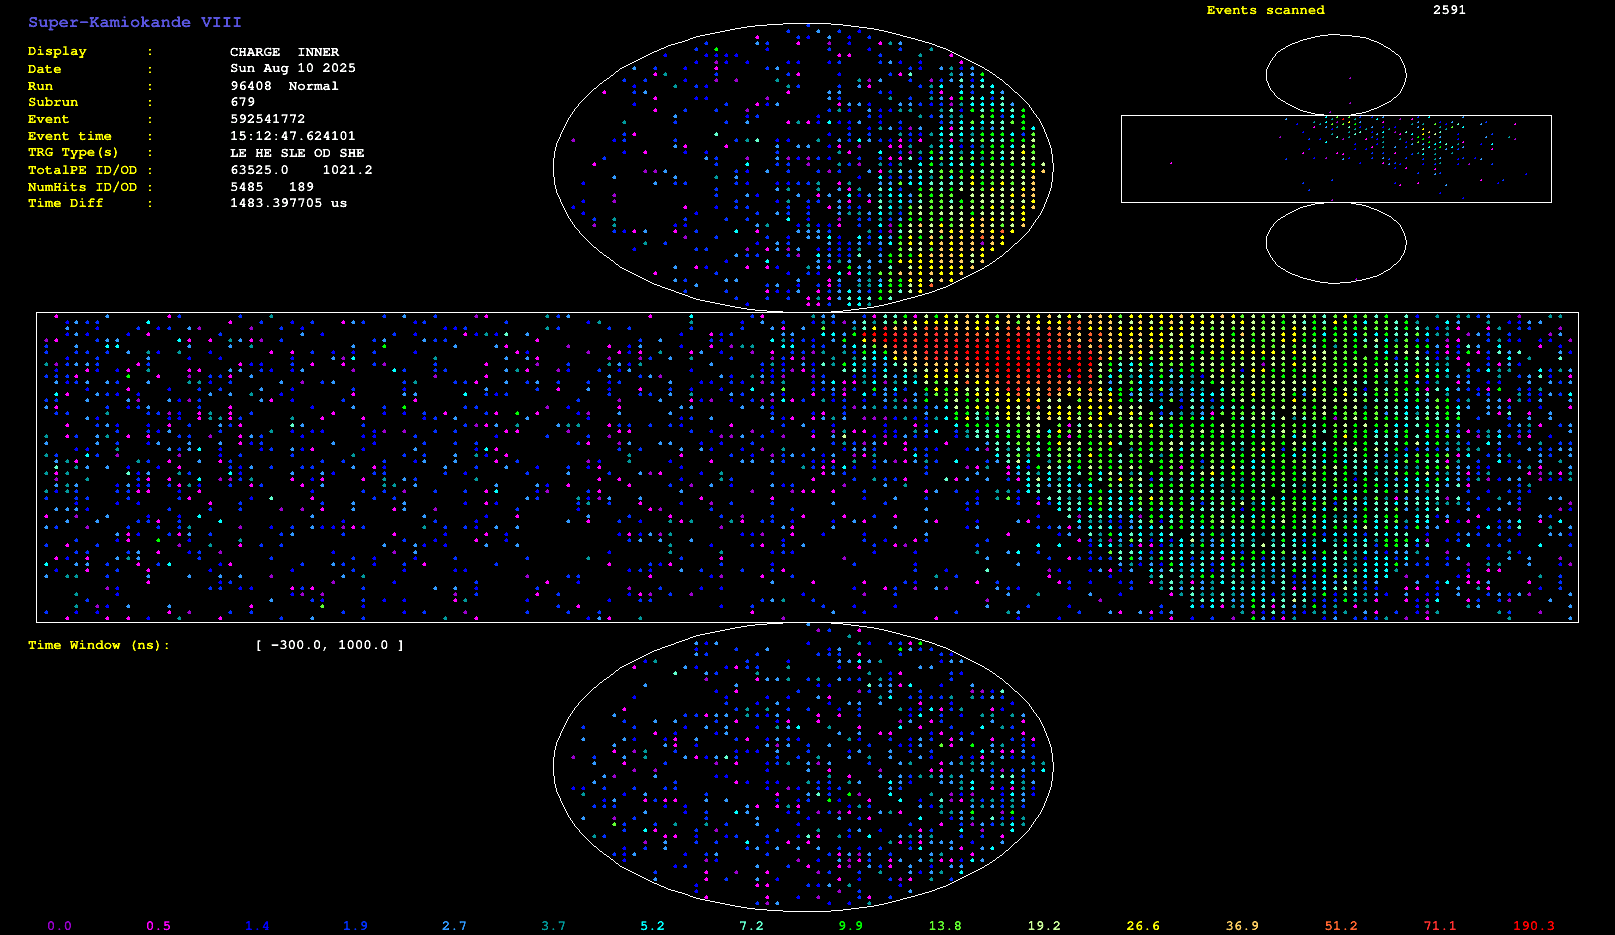 Super-Kamiokande VIII
Events scanned 2591
Display : CHARGE INNER
Date : Sun Aug 10 2025
Run : 96408 Normal
Subrun : 679
Event : 592541772
Event time : 15:12:47.624101
TRG Type(s) : LE HE SLE OD SHE
TotalPE ID/OD : 63525.0 1021.2
NumHits ID/OD : 5485 189
Time Diff : 1483.397705 us
Time Window (ns): [ -300.0, 1000.0 ]
0.0 0.5 1.4 1.9 2.7 3.7 5.2 7.2 9.9 13.8 19.2 26.6 36.9 51.2 71.1 190.3